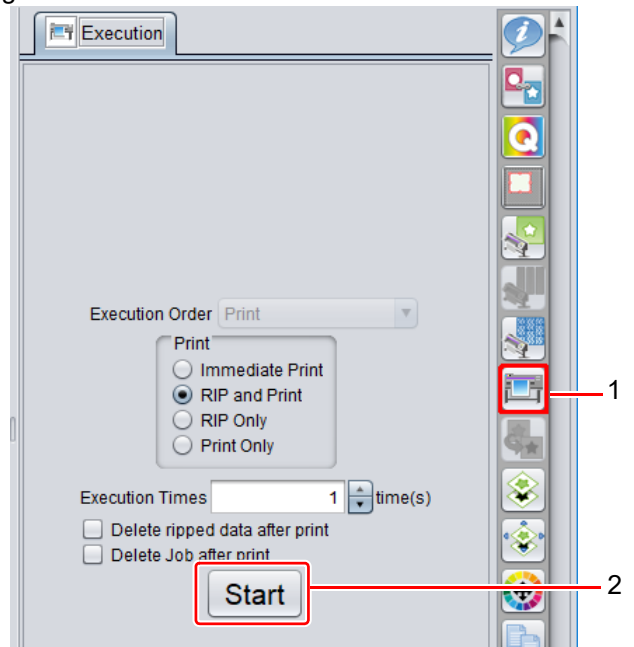 Execution
Execution Order Print
Print
Immediate Print
RIP and Print
RIP Only
Print Only
1
Execution Times 1 time(s)
Delete ripped data after print
Delete Job after print
Start
2